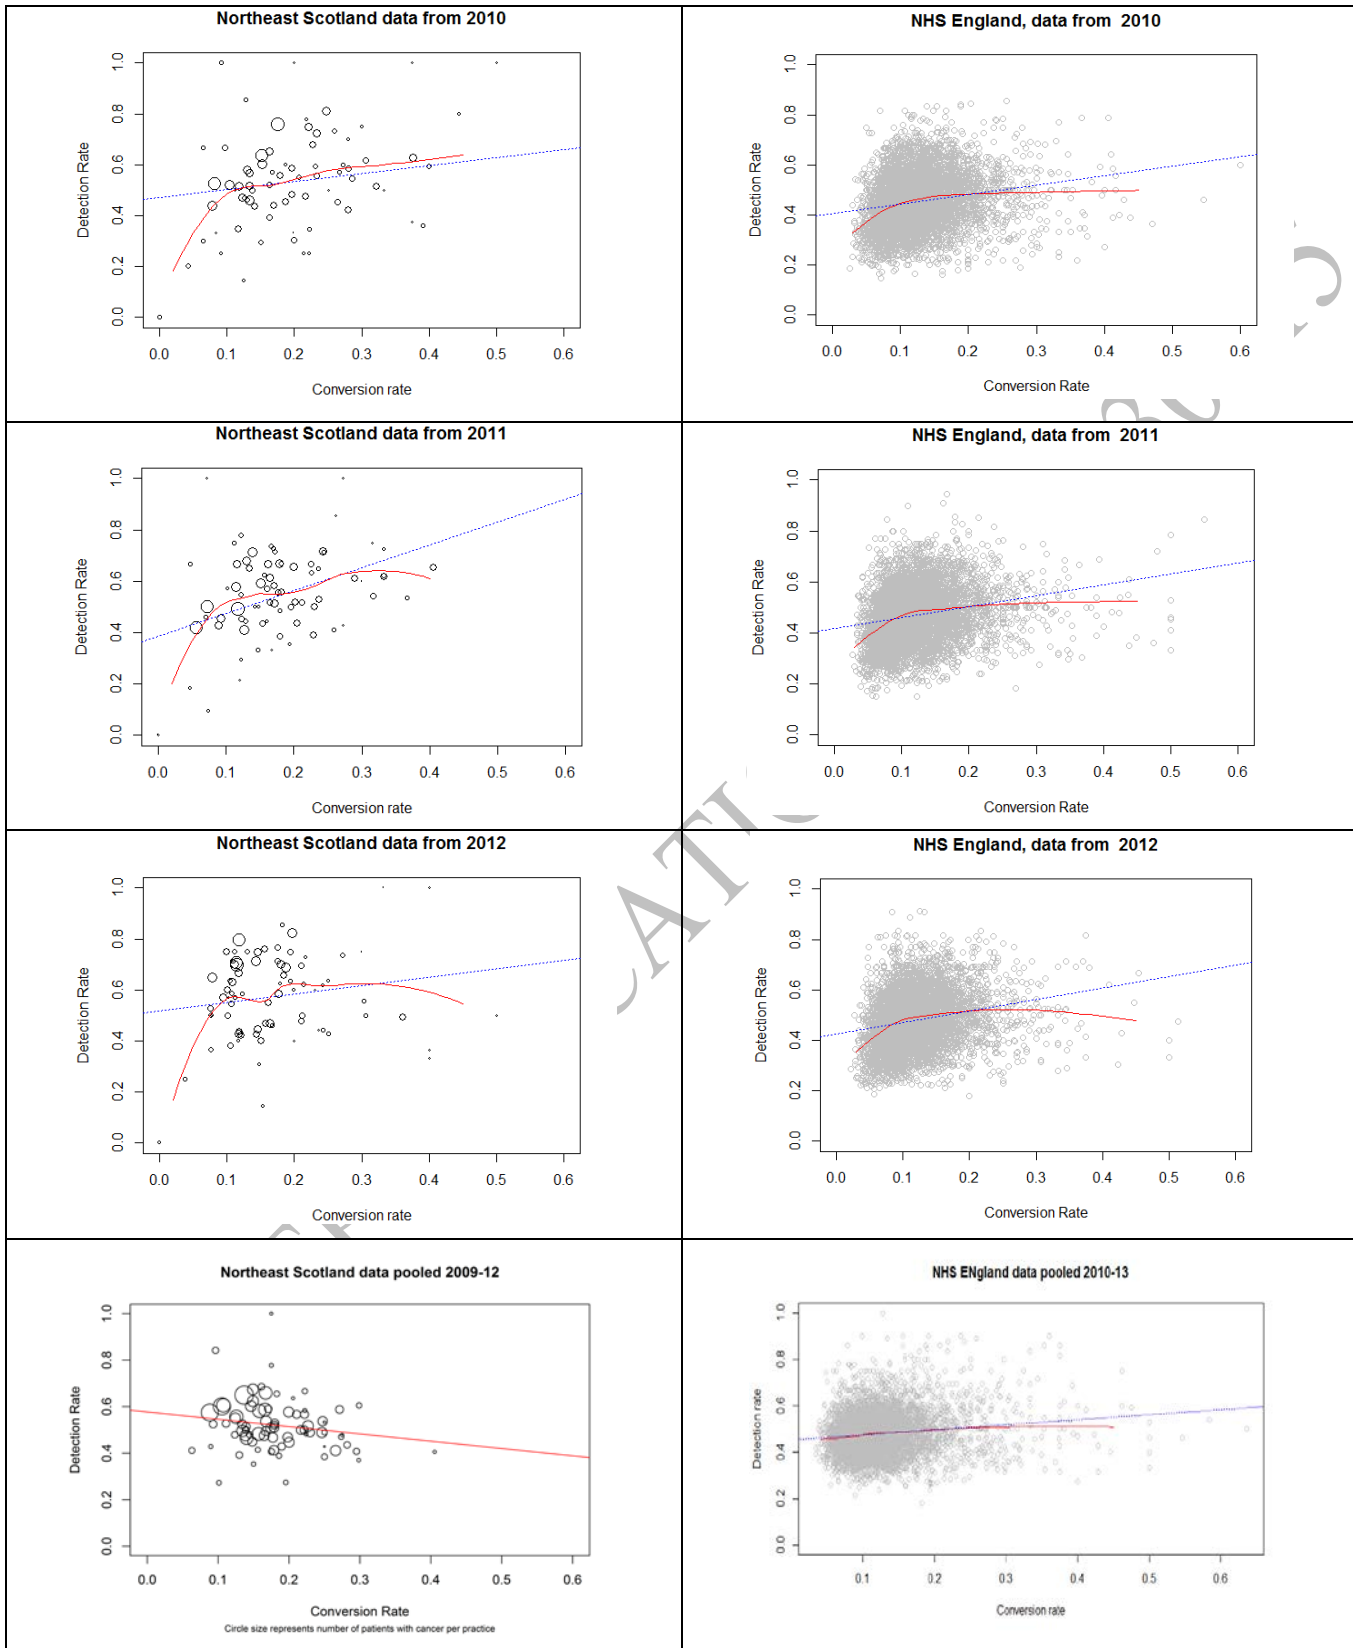 Northeast Scotland data from 2010
Detection Rate
0.0 0.2 0.4 0.6 0.8 1.0
0.0 0.1 0.2 0.3 0.4 0.5 0.6
Conversion rate
NHS England, data from 2010
Detection Rate
0.0 0.2 0.4 0.6 0.8 1.0
0.0 0.1 0.2 0.3 0.4 0.5 0.6
Conversion Rate
Northeast Scotland data from 2011
Detection Rate
0.0 0.2 0.4 0.6 0.8 1.0
0.0 0.1 0.2 0.3 0.4 0.5 0.6
Conversion rate
NHS England, data from 2011
Detection Rate
0.0 0.2 0.4 0.6 0.8 1.0
0.0 0.1 0.2 0.3 0.4 0.5 0.6
Conversion Rate
Northeast Scotland data from 2012
Detection Rate
0.0 0.2 0.4 0.6 0.8 1.0
0.0 0.1 0.2 0.3 0.4 0.5 0.6
Conversion rate
NHS England, data from 2012
Detection Rate
0.0 0.2 0.4 0.6 0.8 1.0
0.0 0.1 0.2 0.3 0.4 0.5 0.6
Conversion Rate
Northeast Scotland data pooled 2009-12
Detection Rate
0.0 0.2 0.4 0.6 0.8 1.0
0.0 0.1 0.2 0.3 0.4 0.5 0.6
Conversion Rate
Circle size represents number of patients with cancer per practice
NHS ENgland data pooled 2010-13
Detection rate
0.0 0.2 0.4 0.6 0.8 1.0
0.1 0.2 0.3 0.4 0.5 0.6
Conversion rate